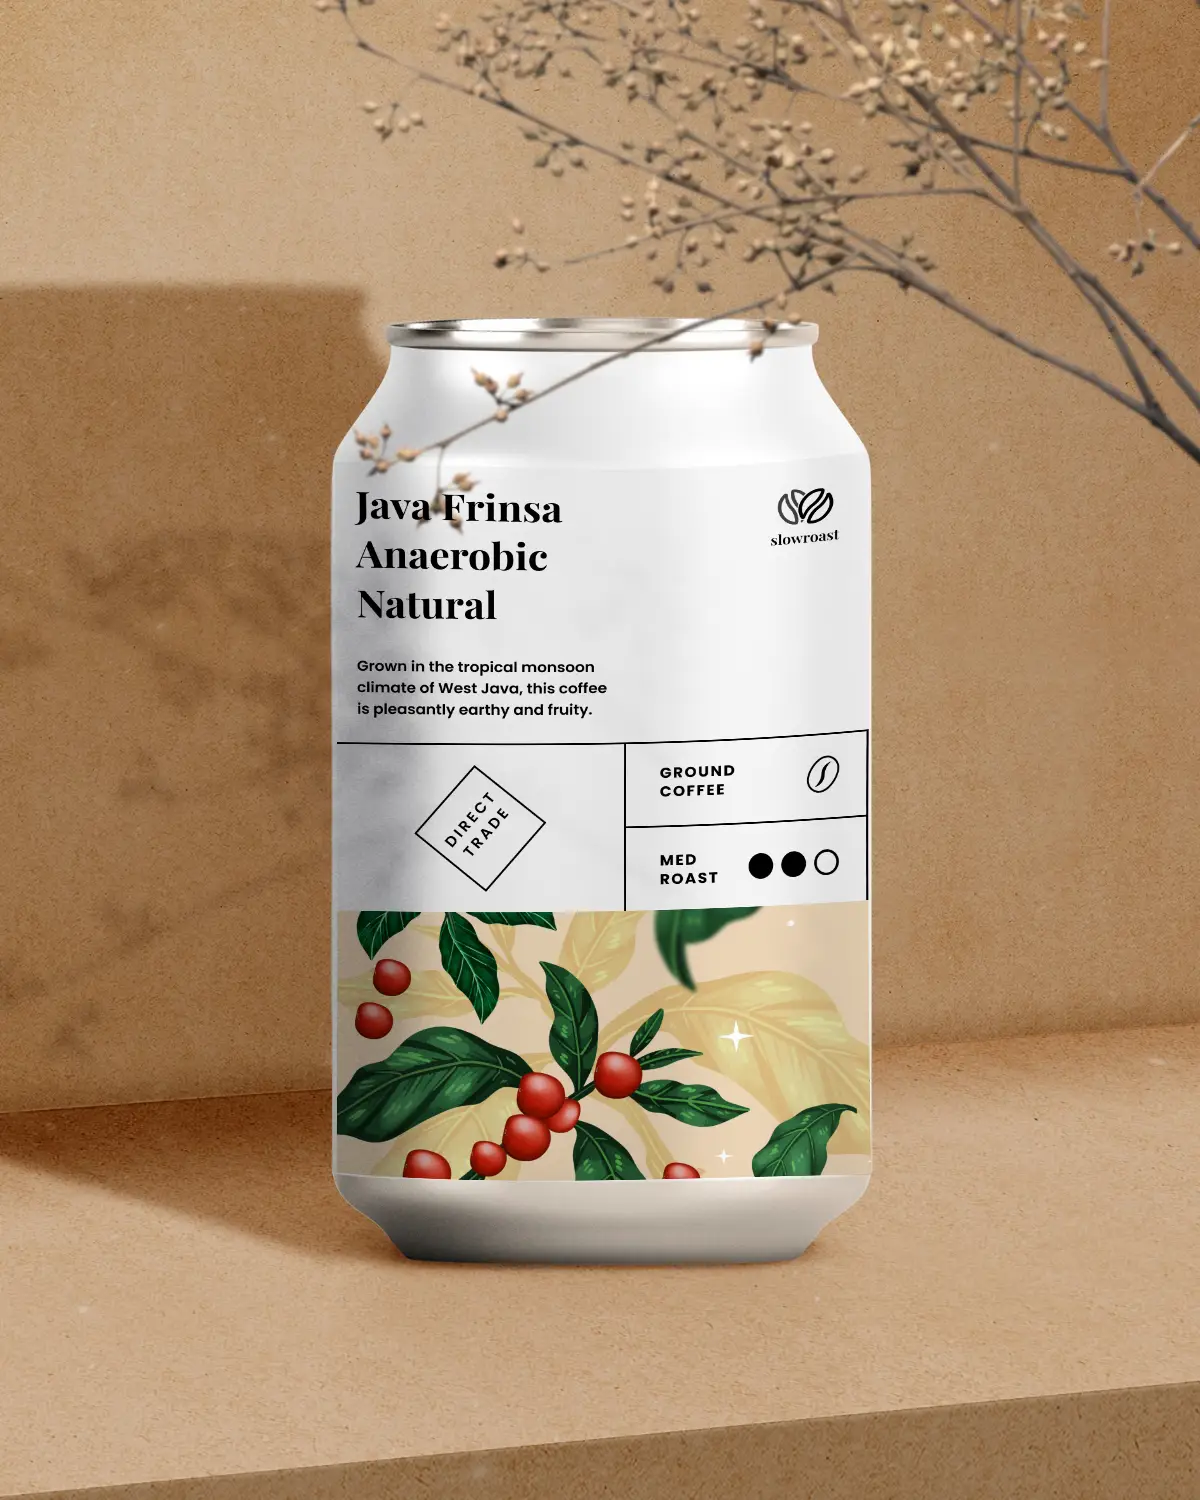 Java Frinsa
Anaerobic
Natural
slowroast
Grown in the tropical monsoon
climate of West Java, this coffee
is pleasantly earthy and fruity.
DIRECT
TRADE
GROUND
COFFEE
MED
ROAST